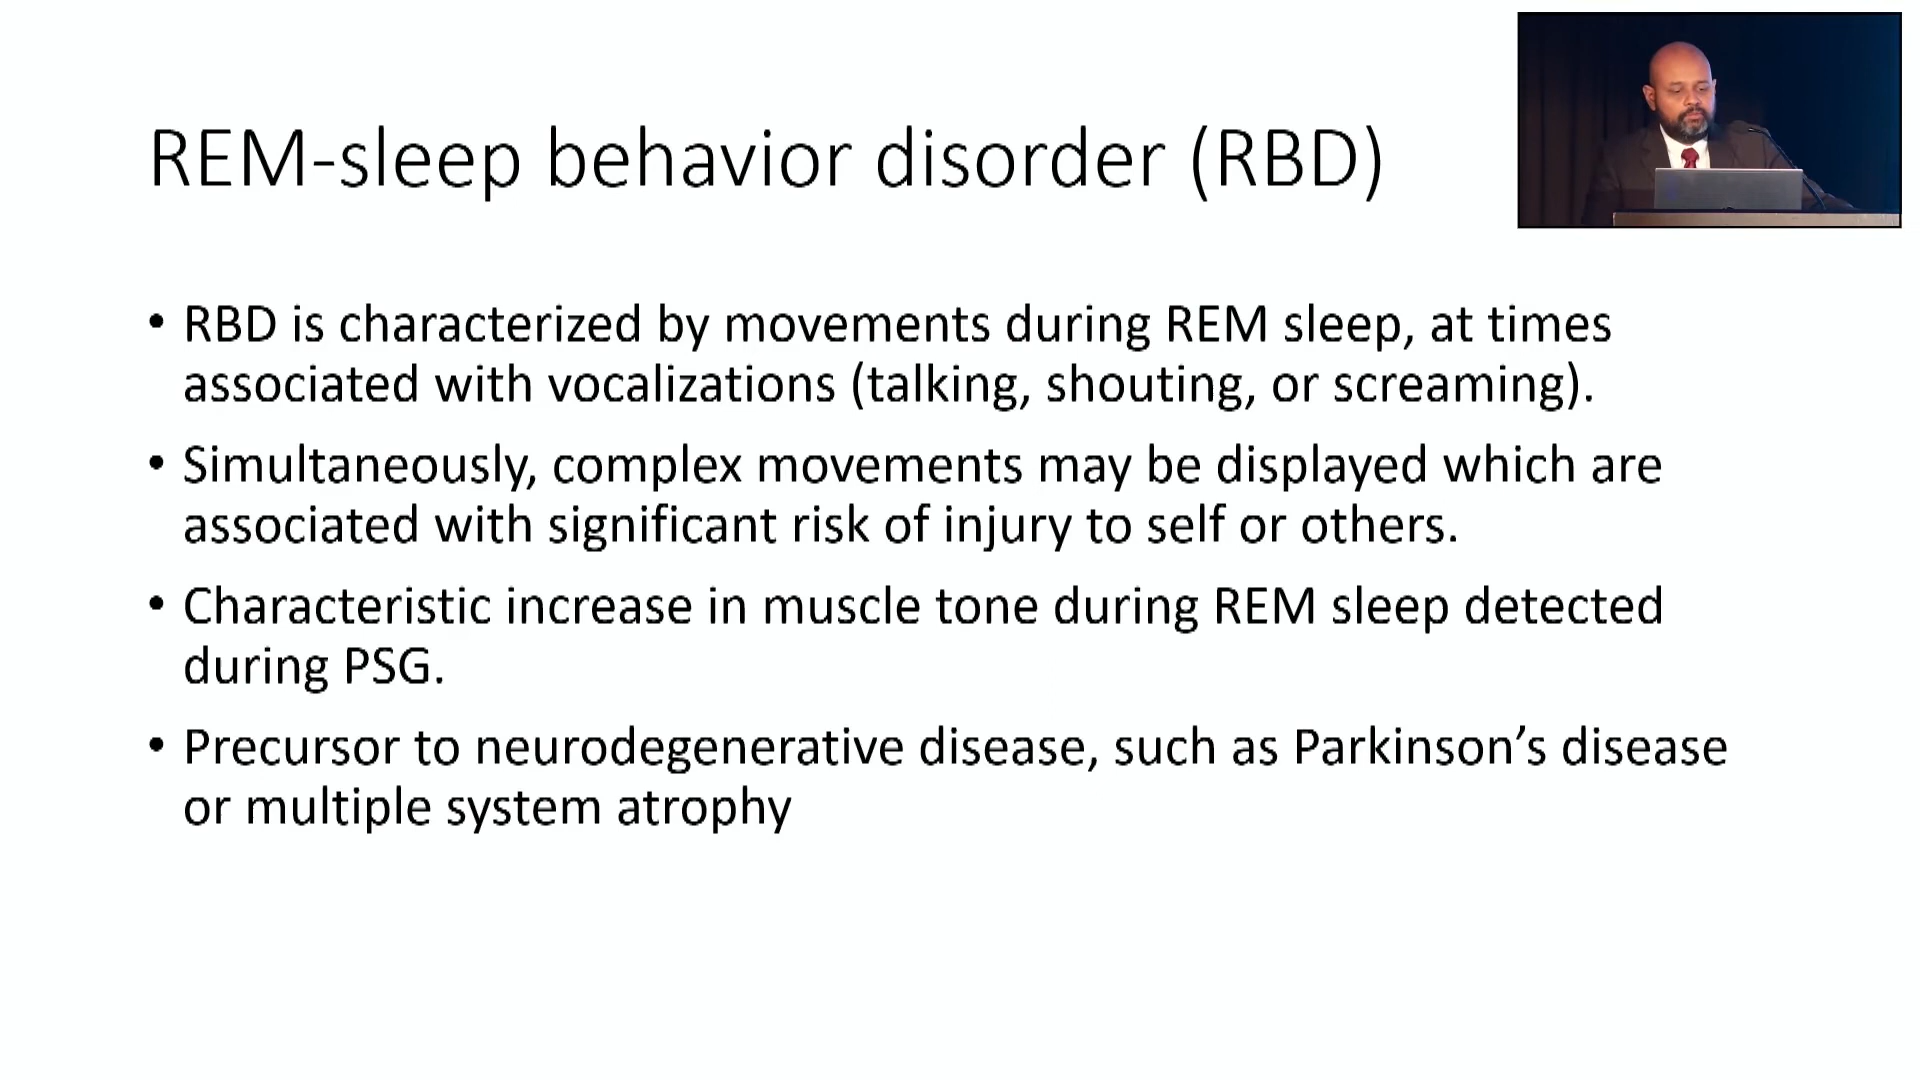 REM-sleep behavior disorder (RBD)
• RBD is characterized by movements during REM sleep, at times
associated with vocalizations (talking, shouting, or screaming).
• Simultaneously, complex movements may be displayed which are
associated with significant risk of injury to self or others.
• Characteristic increase in muscle tone during REM sleep detected
during PSG.
• Precursor to neurodegenerative disease, such as Parkinson’s disease
or multiple system atrophy